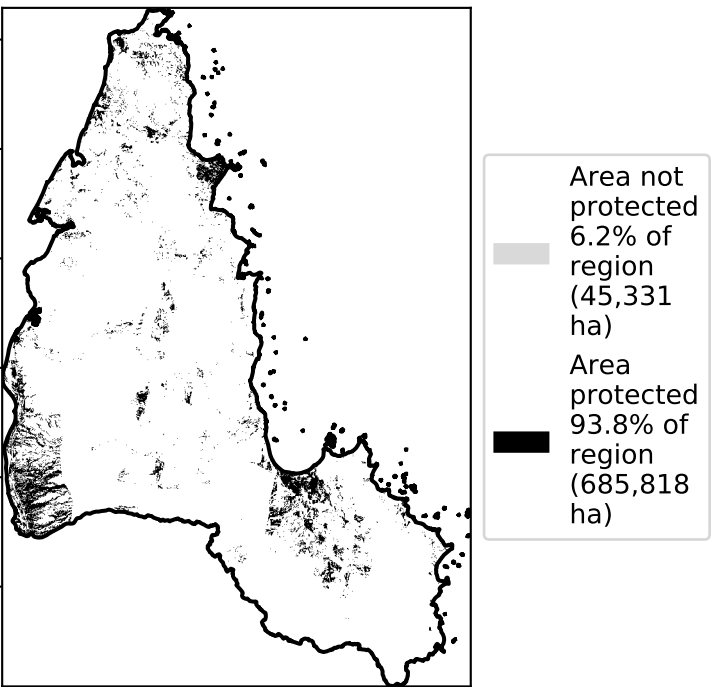 Area not
protected
6.2% of
region
(45,331
ha)
Area
protected
93.8% of
region
(685,818
ha)